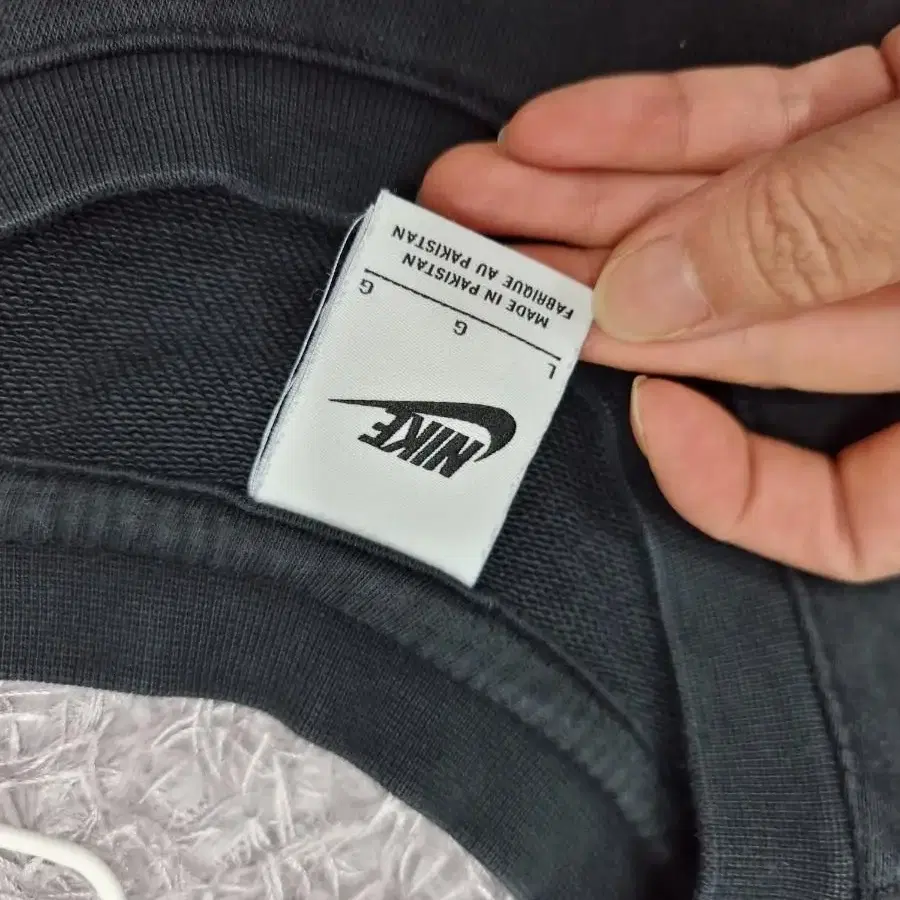 NIKE
L G G
MADE IN PAKISTAN
FABRIQUE AU PAKISTAN